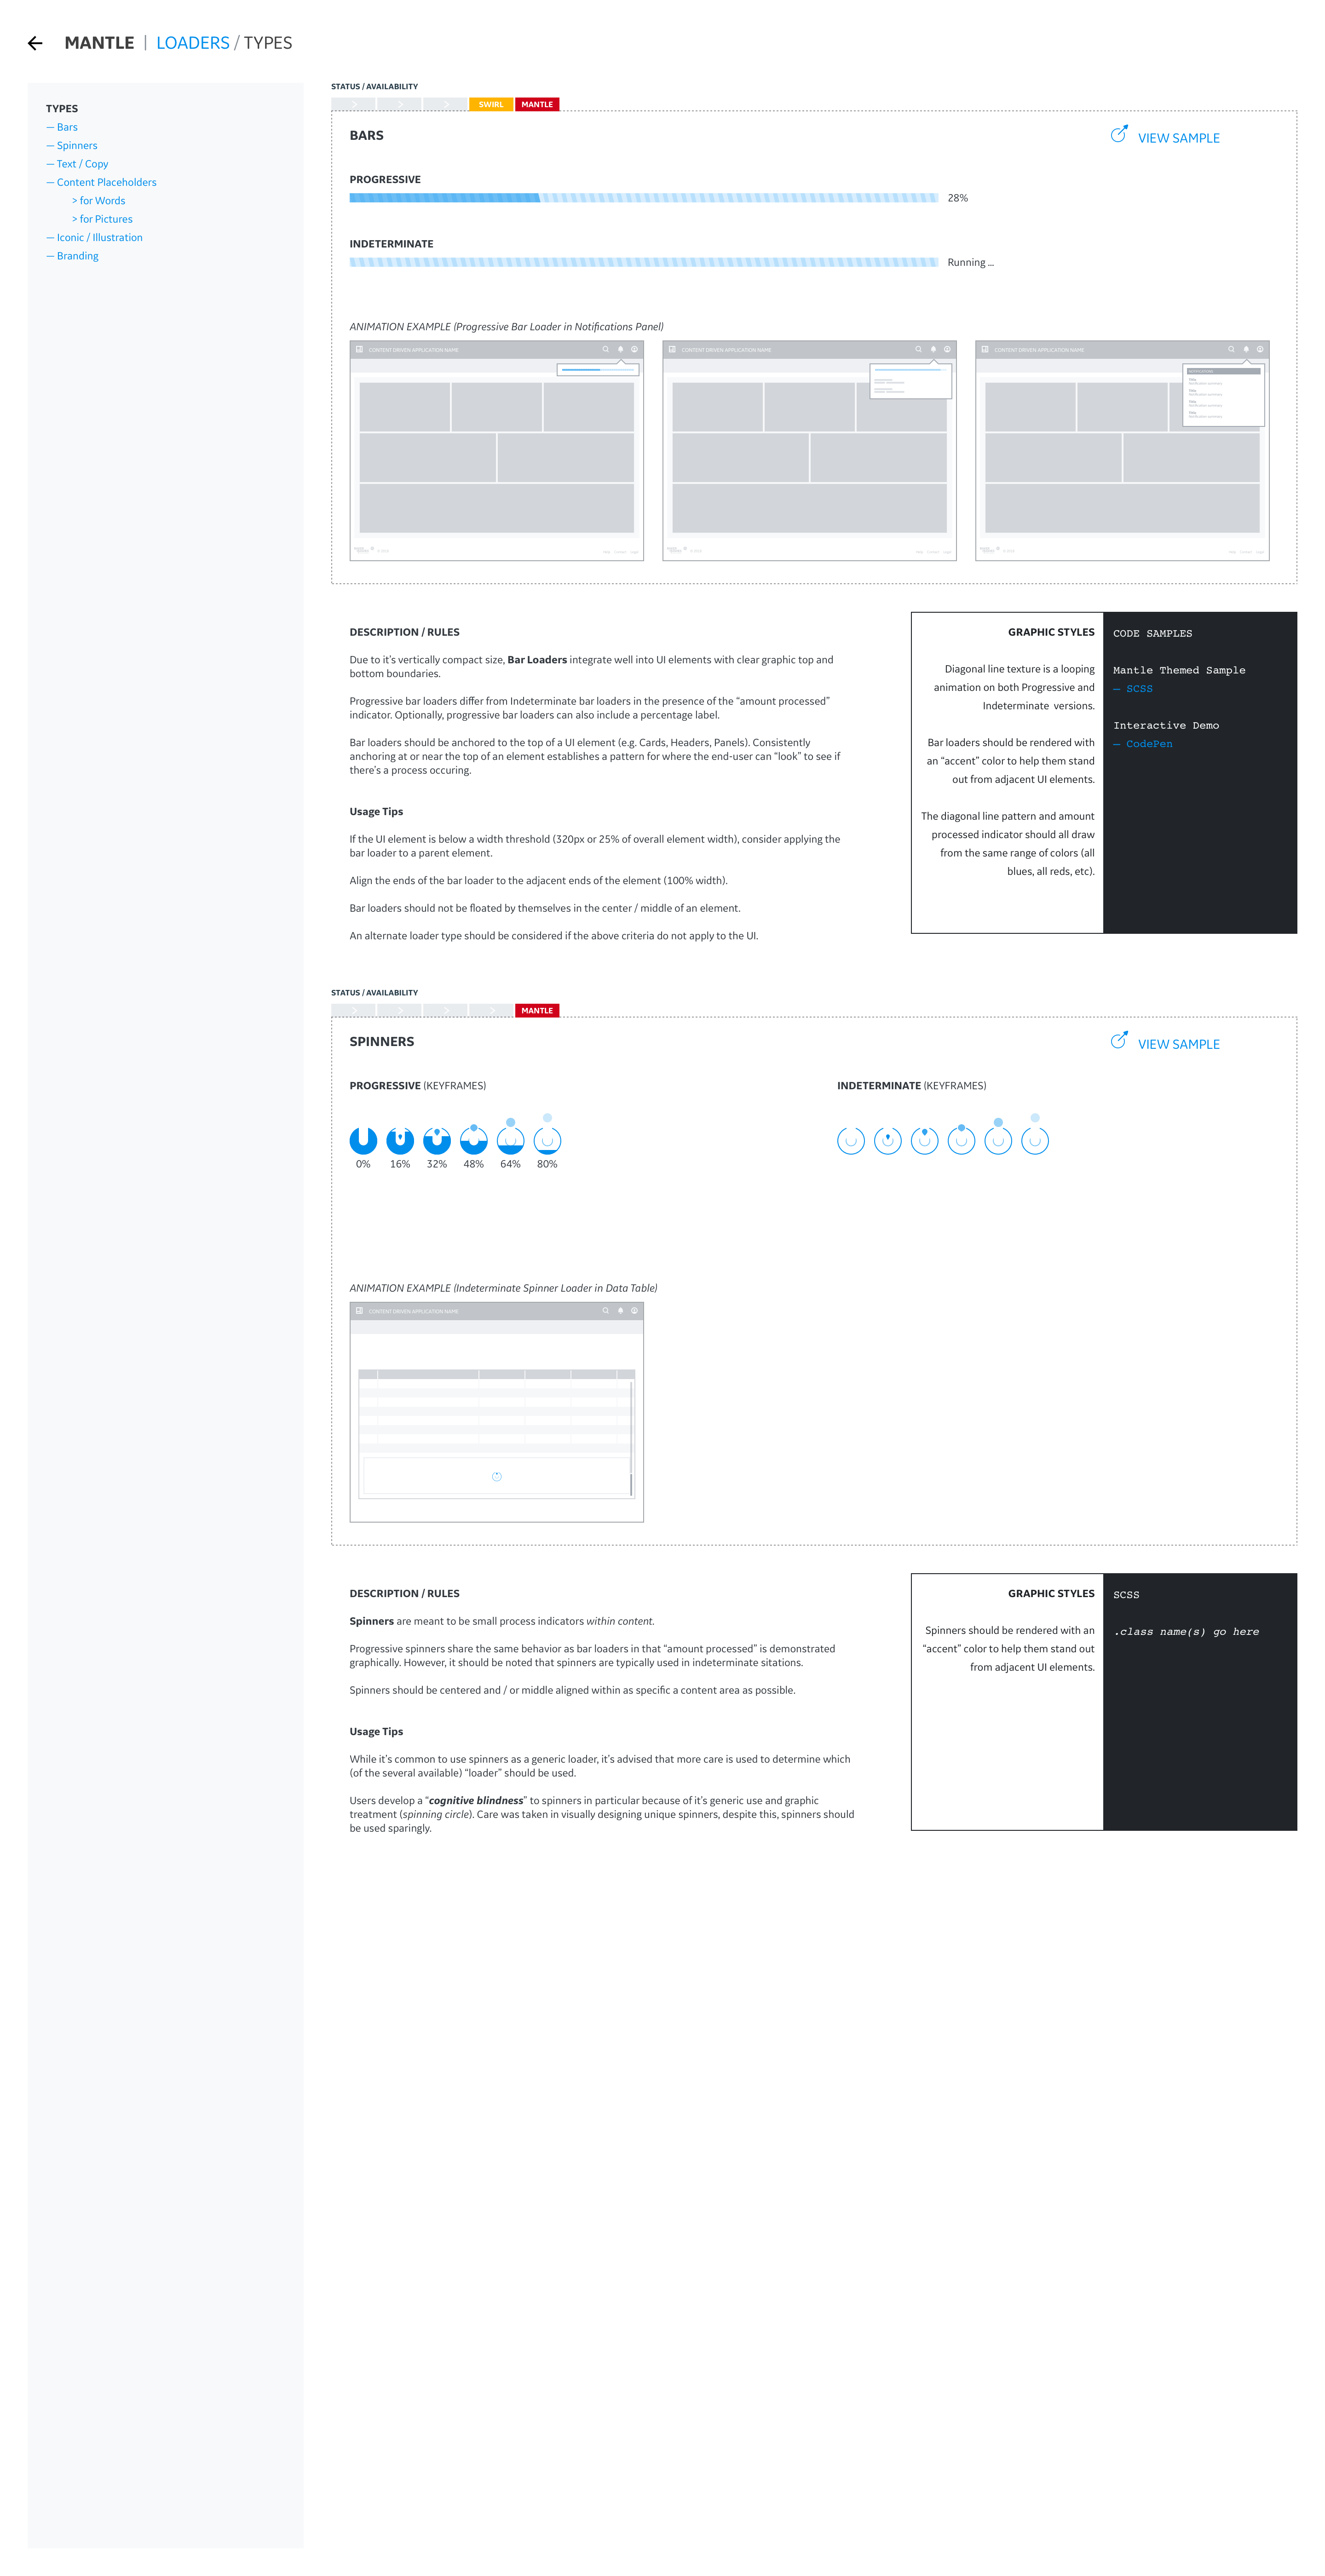 MANTLE | LOADERS / TYPES
TYPES
— Bars
— Spinners
— Text / Copy
— Content Placeholders
> for Words
> for Pictures
— Iconic / Illustration
— Branding
STATUS / AVAILABILITY
SWIRL MANTLE
BARS
VIEW SAMPLE
PROGRESSIVE
28%
INDETERMINATE
Running ...
ANIMATION EXAMPLE (Progressive Bar Loader in Notifications Panel)
CONTENT DRIVEN APPLICATION NAME
CONTENT DRIVEN APPLICATION NAME
CONTENT DRIVEN APPLICATION NAME
NOTIFICATIONS
Title
Notification summary
Title
Notification summary
Title
Notification summary
Title
Notification summary
DESCRIPTION / RULES
Due to it's vertically compact size, Bar Loaders integrate well into UI elements with clear graphic top and
bottom boundaries.
Progressive bar loaders differ from Indeterminate bar loaders in the presence of the “amount processed”
indicator. Optionally, progressive bar loaders can also include a percentage label.
Bar loaders should be anchored to the top of a UI element (e.g. Cards, Headers, Panels). Consistently
anchoring at or near the top of an element establishes a pattern for where the end-user can “look” to see if
there's a process occuring.
Usage Tips
If the UI element is below a width threshold (320px or 25% of overall element width), consider applying the
bar loader to a parent element.
Align the ends of the bar loader to the adjacent ends of the element (100% width).
Bar loaders should not be floated by themselves in the center / middle of an element.
An alternate loader type should be considered if the above criteria do not apply to the UI.
GRAPHIC STYLES
Diagonal line texture is a looping
animation on both Progressive and
Indeterminate versions.
Bar loaders should be rendered with
an “accent” color to help them stand
out from adjacent UI elements.
The diagonal line pattern and amount
processed indicator should all draw
from the same range of colors (all
blues, all reds, etc).
CODE SAMPLES
Mantle Themed Sample
— SCSS
Interactive Demo
— CodePen
STATUS / AVAILABILITY
MANTLE
SPINNERS
VIEW SAMPLE
PROGRESSIVE (KEYFRAMES)
0% 16% 32% 48% 64% 80%
INDETERMINATE (KEYFRAMES)
ANIMATION EXAMPLE (Indeterminate Spinner Loader in Data Table)
CONTENT DRIVEN APPLICATION NAME
DESCRIPTION / RULES
Spinners are meant to be small process indicators within content.
Progressive spinners share the same behavior as bar loaders in that “amount processed” is demonstrated
graphically. However, it should be noted that spinners are typically used in indeterminate sitations.
Spinners should be centered and / or middle aligned within as specific a content area as possible.
Usage Tips
While it's common to use spinners as a generic loader, it's advised that more care is used to determine which
(of the several available) “loader” should be used.
Users develop a “cognitive blindness” to spinners in particular because of it's generic use and graphic
treatment (spinning circle). Care was taken in visually designing unique spinners, despite this, spinners should
be used sparingly.
GRAPHIC STYLES
Spinners should be rendered with an
“accent” color to help them stand out
from adjacent UI elements.
SCSS
.class name(s) go here